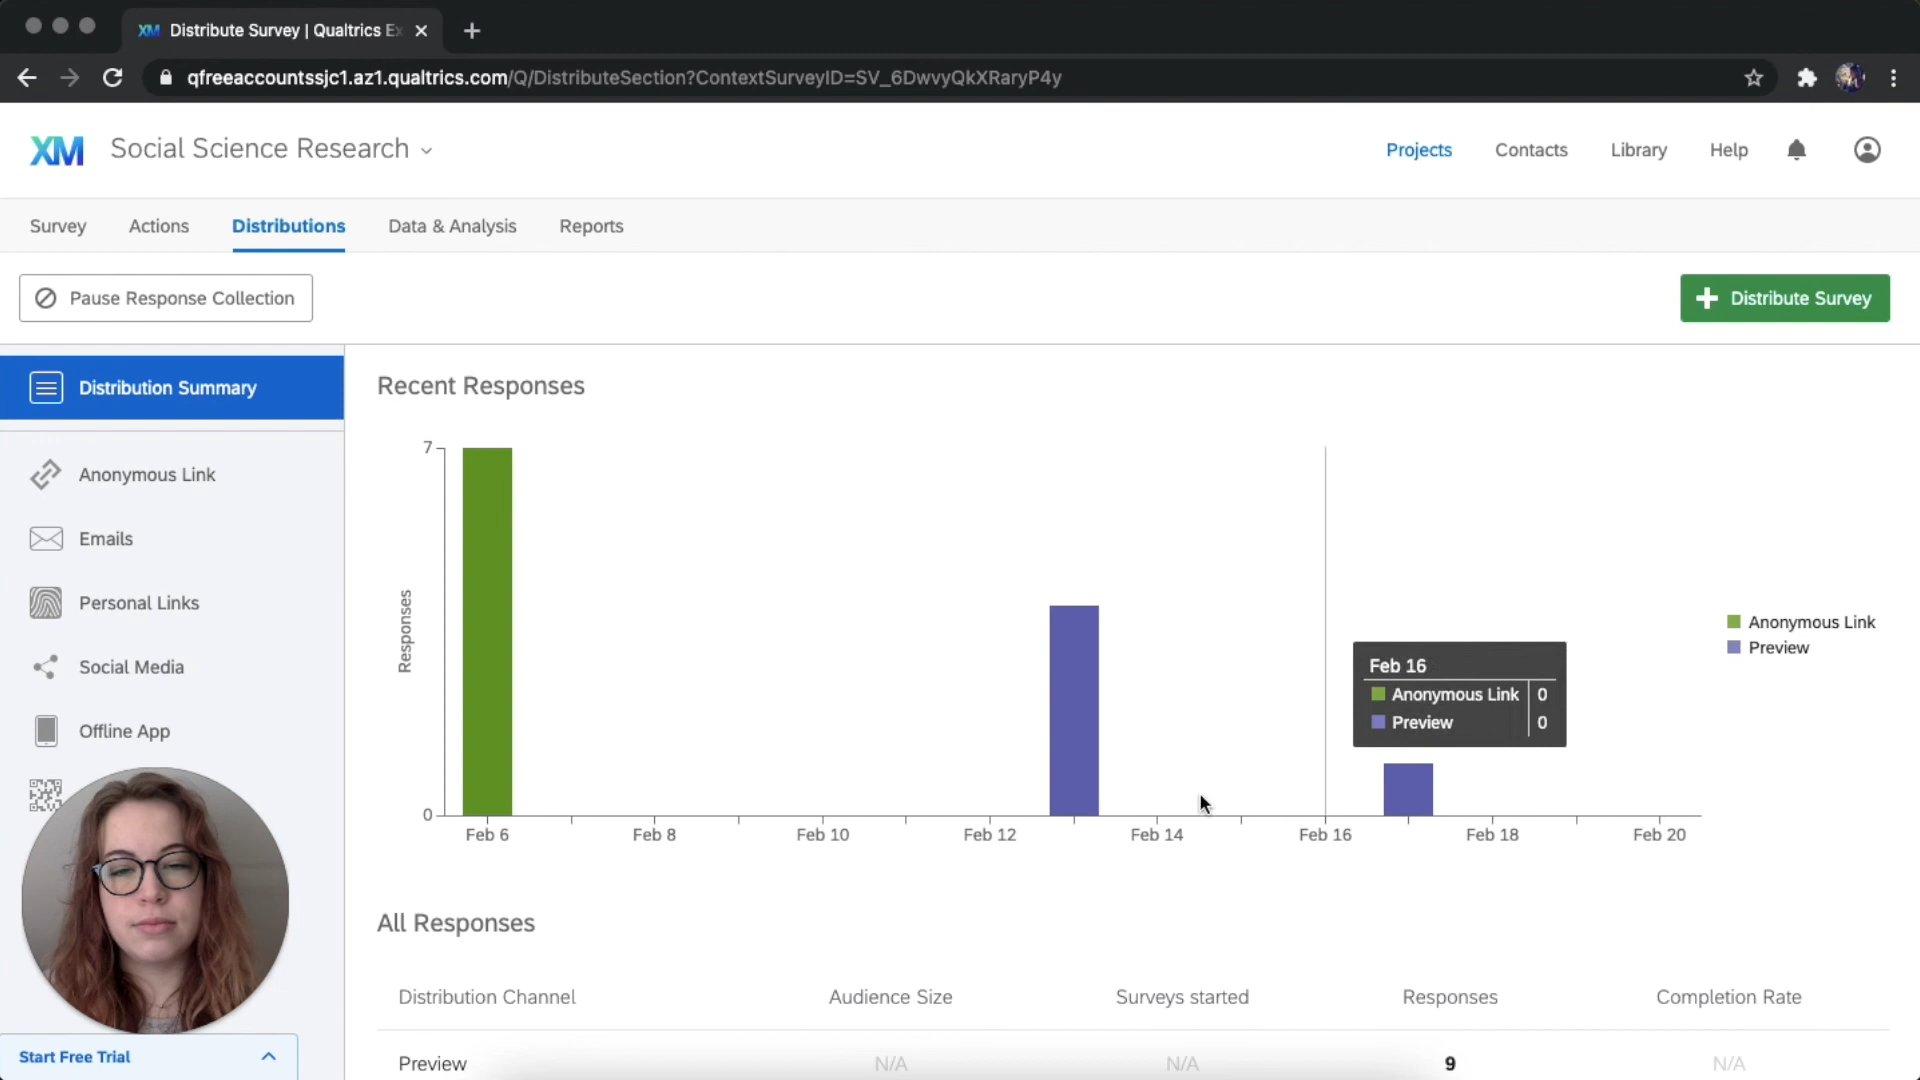 XM Distribute Survey | Qualtrics Ex
qfreeaccountssjc1.az1.qualtrics.com/Q/DistributeSection?ContextSurveyID=SV_6DwvyQkXRaryP4y
XM Social Science Research
Projects Contacts Library Help
Survey Actions Distributions Data & Analysis Reports
Pause Response Collection
Distribute Survey
Distribution Summary
Anonymous Link
Emails
Personal Links
Social Media
Offline App
Start Free Trial
Recent Responses
7
Responses
0
Feb 6 Feb 8 Feb 10 Feb 12 Feb 14 Feb 16 Feb 18 Feb 20
Feb 16
Anonymous Link 0
Preview 0
Anonymous Link
Preview
All Responses
Distribution Channel Audience Size Surveys started Responses Completion Rate
Preview N/A N/A 9 N/A